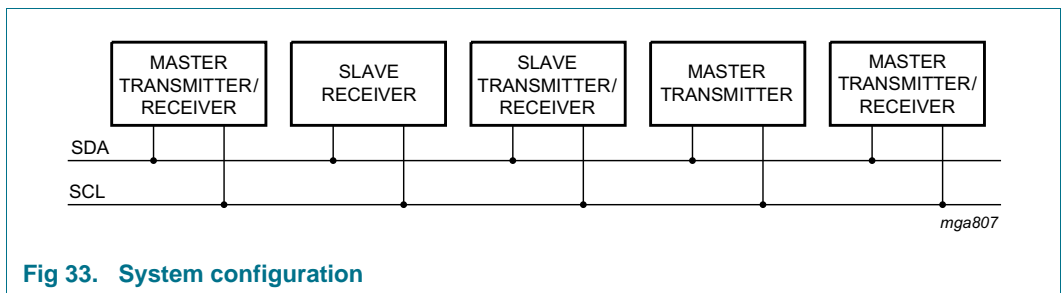 MASTER
TRANSMITTER/
RECEIVER
SLAVE
RECEIVER
SLAVE
TRANSMITTER/
RECEIVER
MASTER
TRANSMITTER
MASTER
TRANSMITTER/
RECEIVER
SDA
SCL
mga807
Fig 33. System configuration